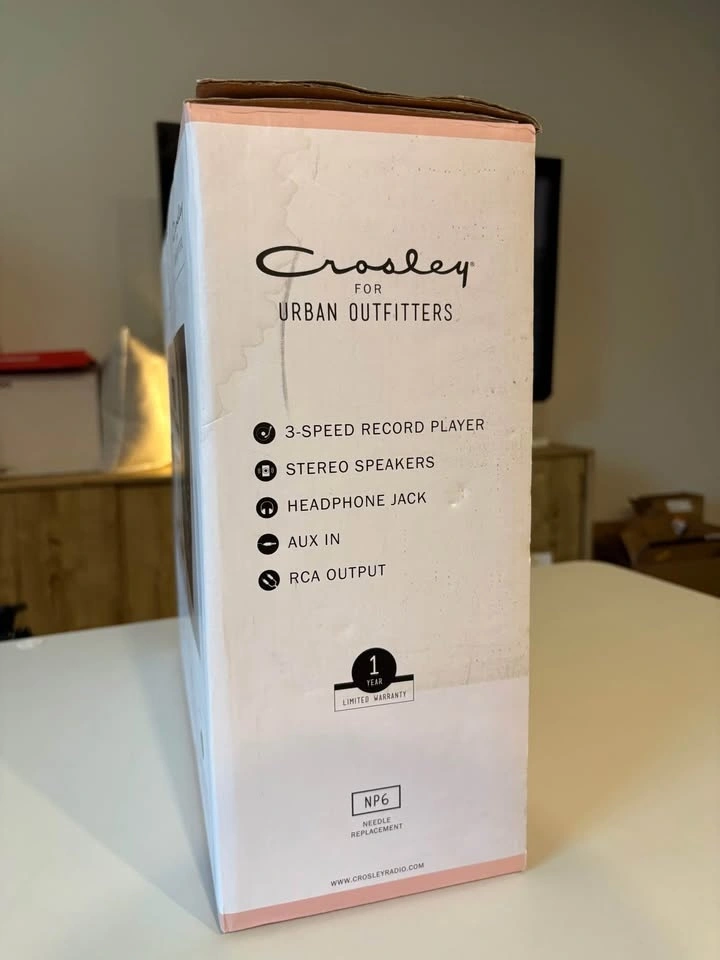 Crosley®
FOR
URBAN OUTFITTERS
3-SPEED RECORD PLAYER
STEREO SPEAKERS
HEADPHONE JACK
AUX IN
RCA OUTPUT
1
YEAR
LIMITED WARRANTY
NP6
NEEDLE
REPLACEMENT
WWW.CROSLEYRADIO.COM